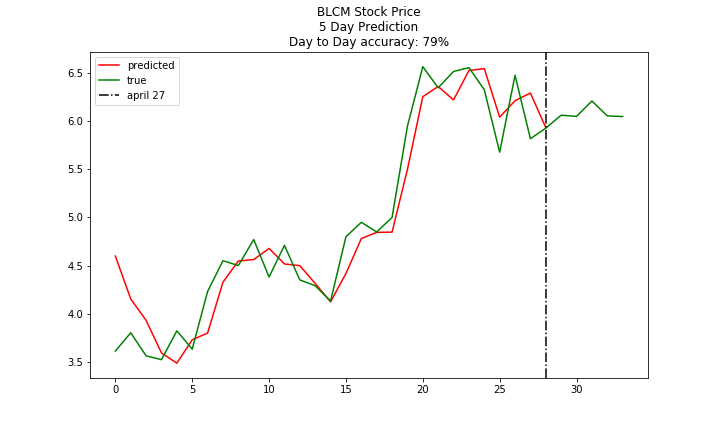 BLCM Stock Price
5 Day Prediction
Day to Day accuracy: 79%
predicted
true
april 27
6.5
6.0
5.5
5.0
4.5
4.0
3.5
0 5 10 15 20 25 30